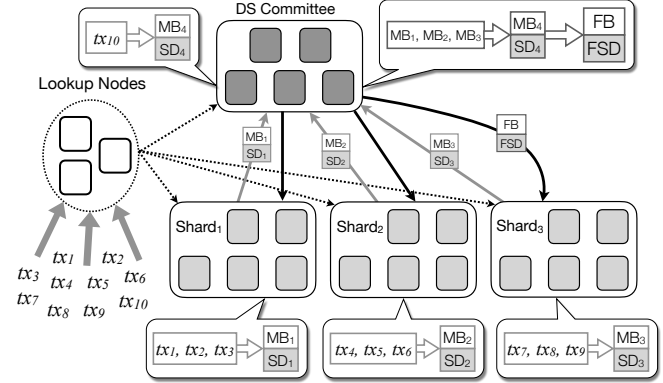 DS Committee
tx10
MB4
SD4
MB1, MB2, MB3
MB4
SD4
FB
FSD
Lookup Nodes
MB1
SD1
MB2
SD2
MB3
SD3
FB
FSD
tx1 tx2
tx3 tx4 tx5 tx6
tx7 tx8 tx9 tx10
Shard1
Shard2
Shard3
tx1, tx2, tx3
MB1
SD1
tx4, tx5, tx6
MB2
SD2
tx7, tx8, tx9
MB3
SD3